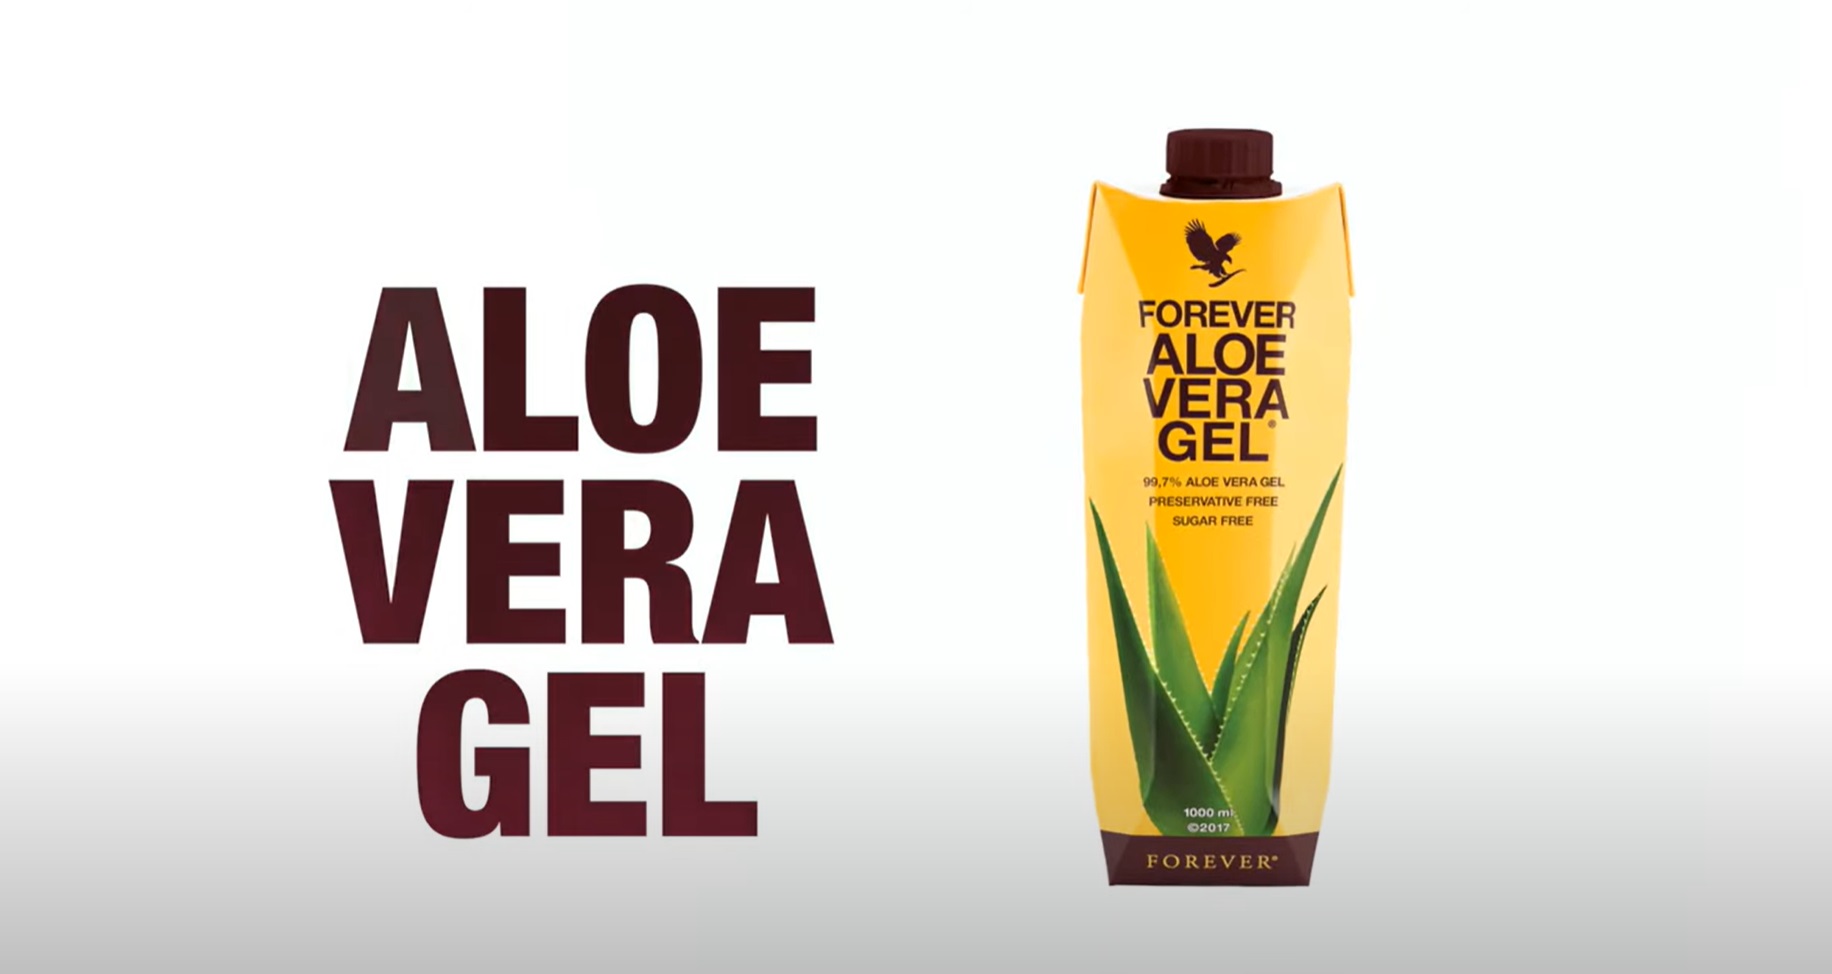 ALOE
VERA
GEL
FOREVER
ALOE
VERA
GEL®
99,7% ALOE VERA GEL
PRESERVATIVE FREE
SUGAR FREE
1000 ml
©2017
FOREVER®